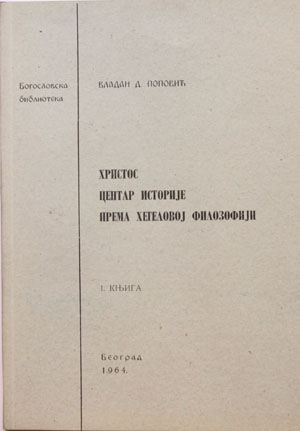 Богословска
библиотека
ВЛАДАН Д. ПОПОВИЋ
ХРИСТОС
ЦЕНТАР ИСТОРИЈЕ
ПРЕМА ХЕГЕЛОВОЈ ФИЛОЗОФИЈИ
I. КЊИГА
Београд
1964.